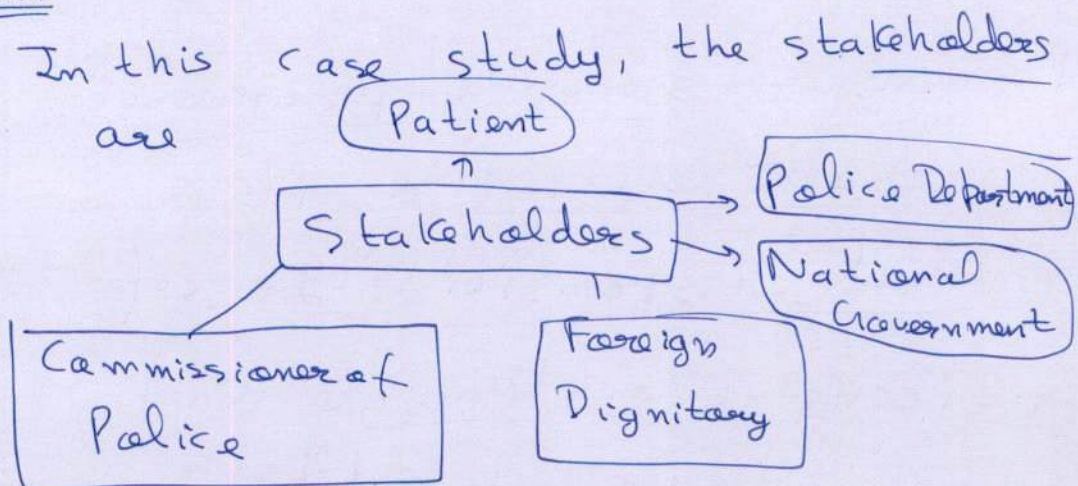 In this case study, the stakeholders
are
Patient
Stakeholders
Police Department
National
Government
Commissioner of
Police
Foreign
Dignitary